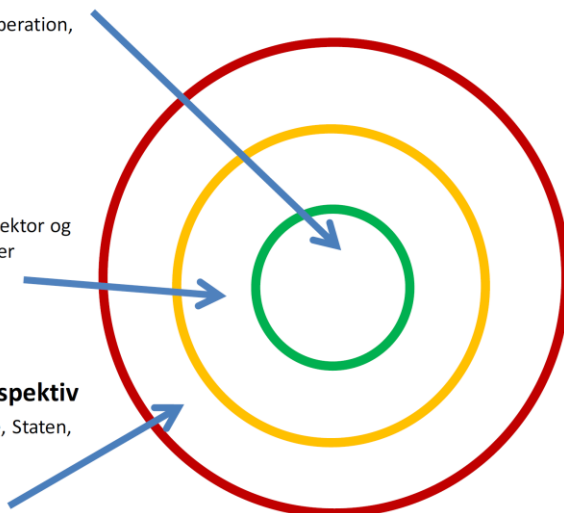 peration,
ektor og
er
spektiv
, Staten,